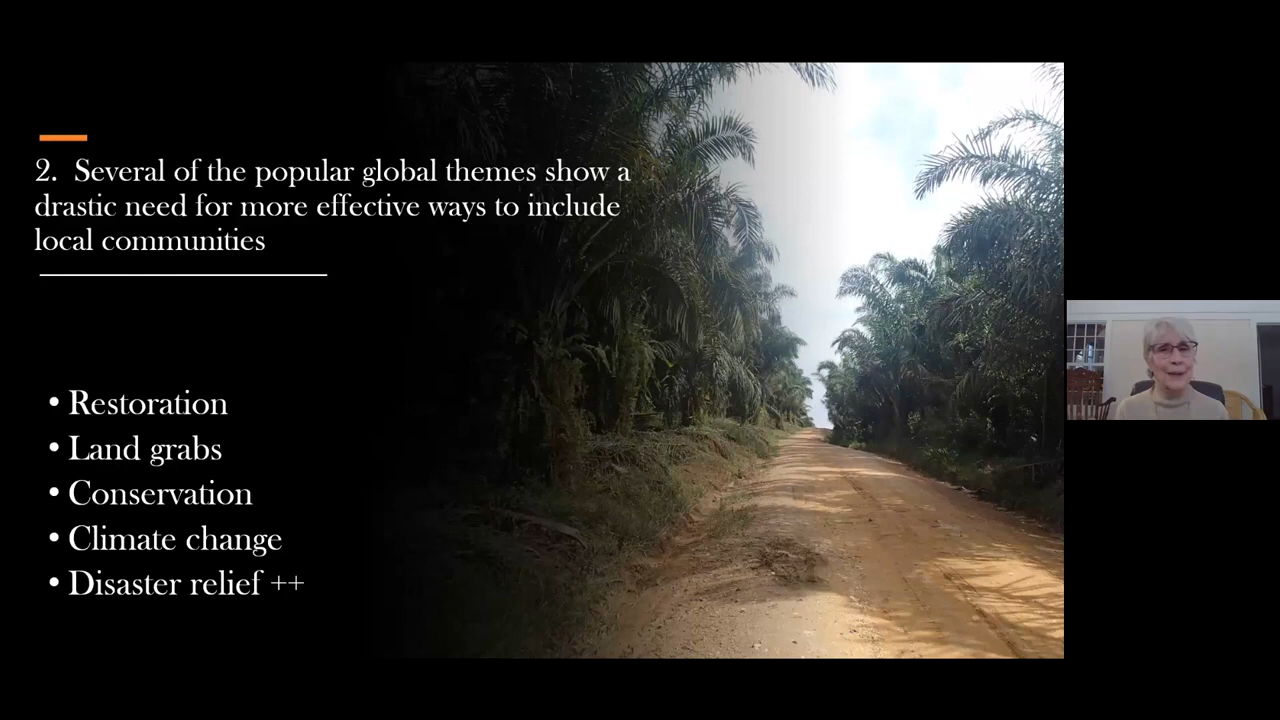 2. Several of the popular global themes show a
drastic need for more effective ways to include
local communities
• Restoration
• Land grabs
• Conservation
• Climate change
• Disaster relief ++